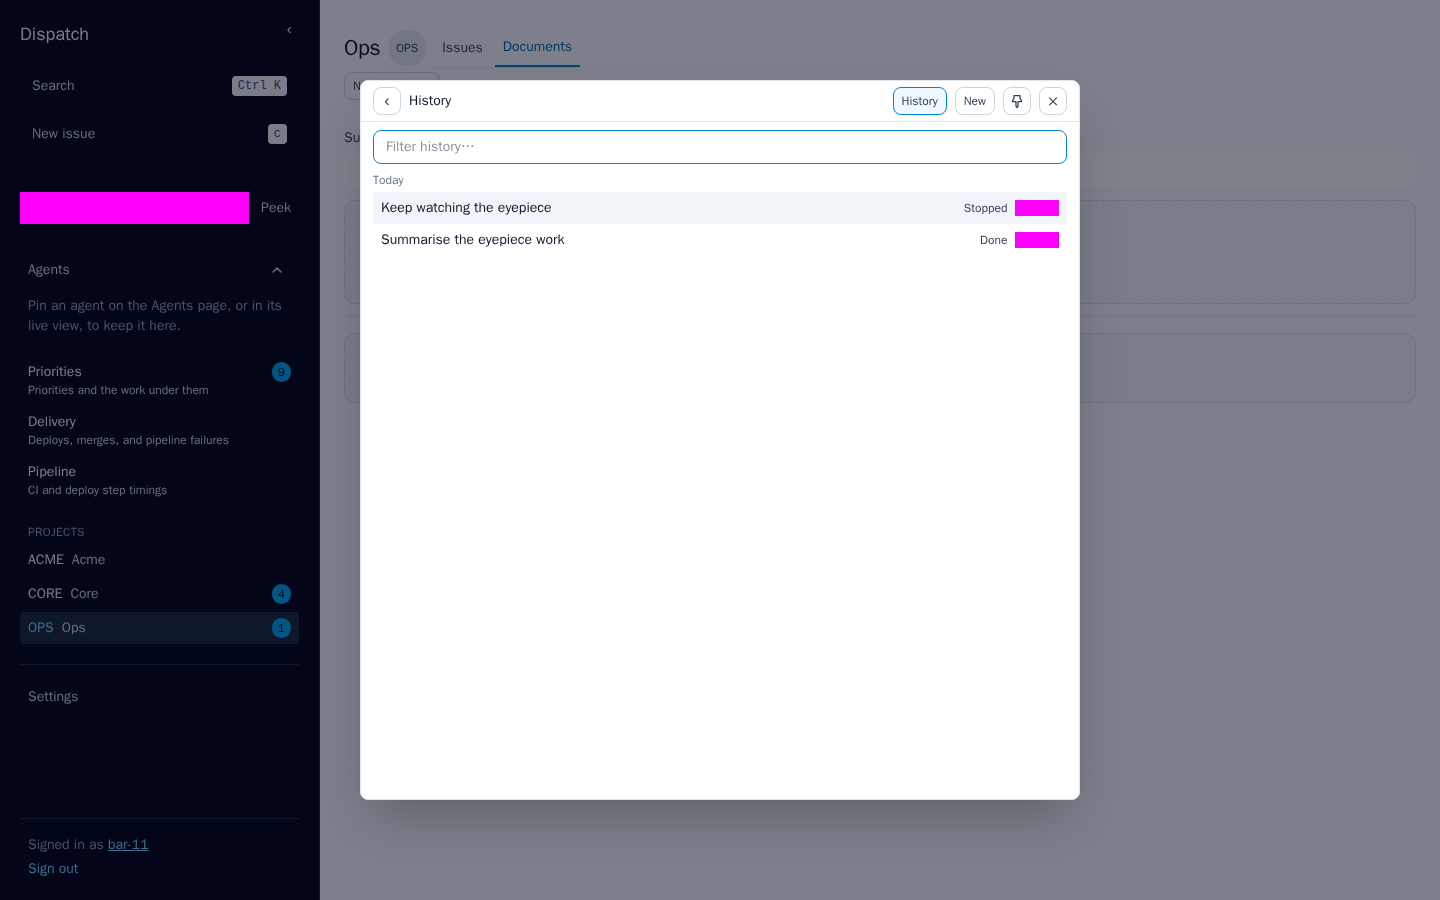 Dispatch
Search
Ctrl K
New issue
C
Peek
Agents
Pin an agent on the Agents page, or in its
live view, to keep it here.
Priorities
9
Priorities and the work under them
Delivery
Deploys, merges, and pipeline failures
Pipeline
CI and deploy step timings
PROJECTS
ACME Acme
CORE Core
4
OPS Ops
1
Settings
Signed in as bar-11
Sign out
Ops
OPS
Issues
Documents
History
History
New
Filter history…
Today
Keep watching the eyepiece
Stopped
Summarise the eyepiece work
Done